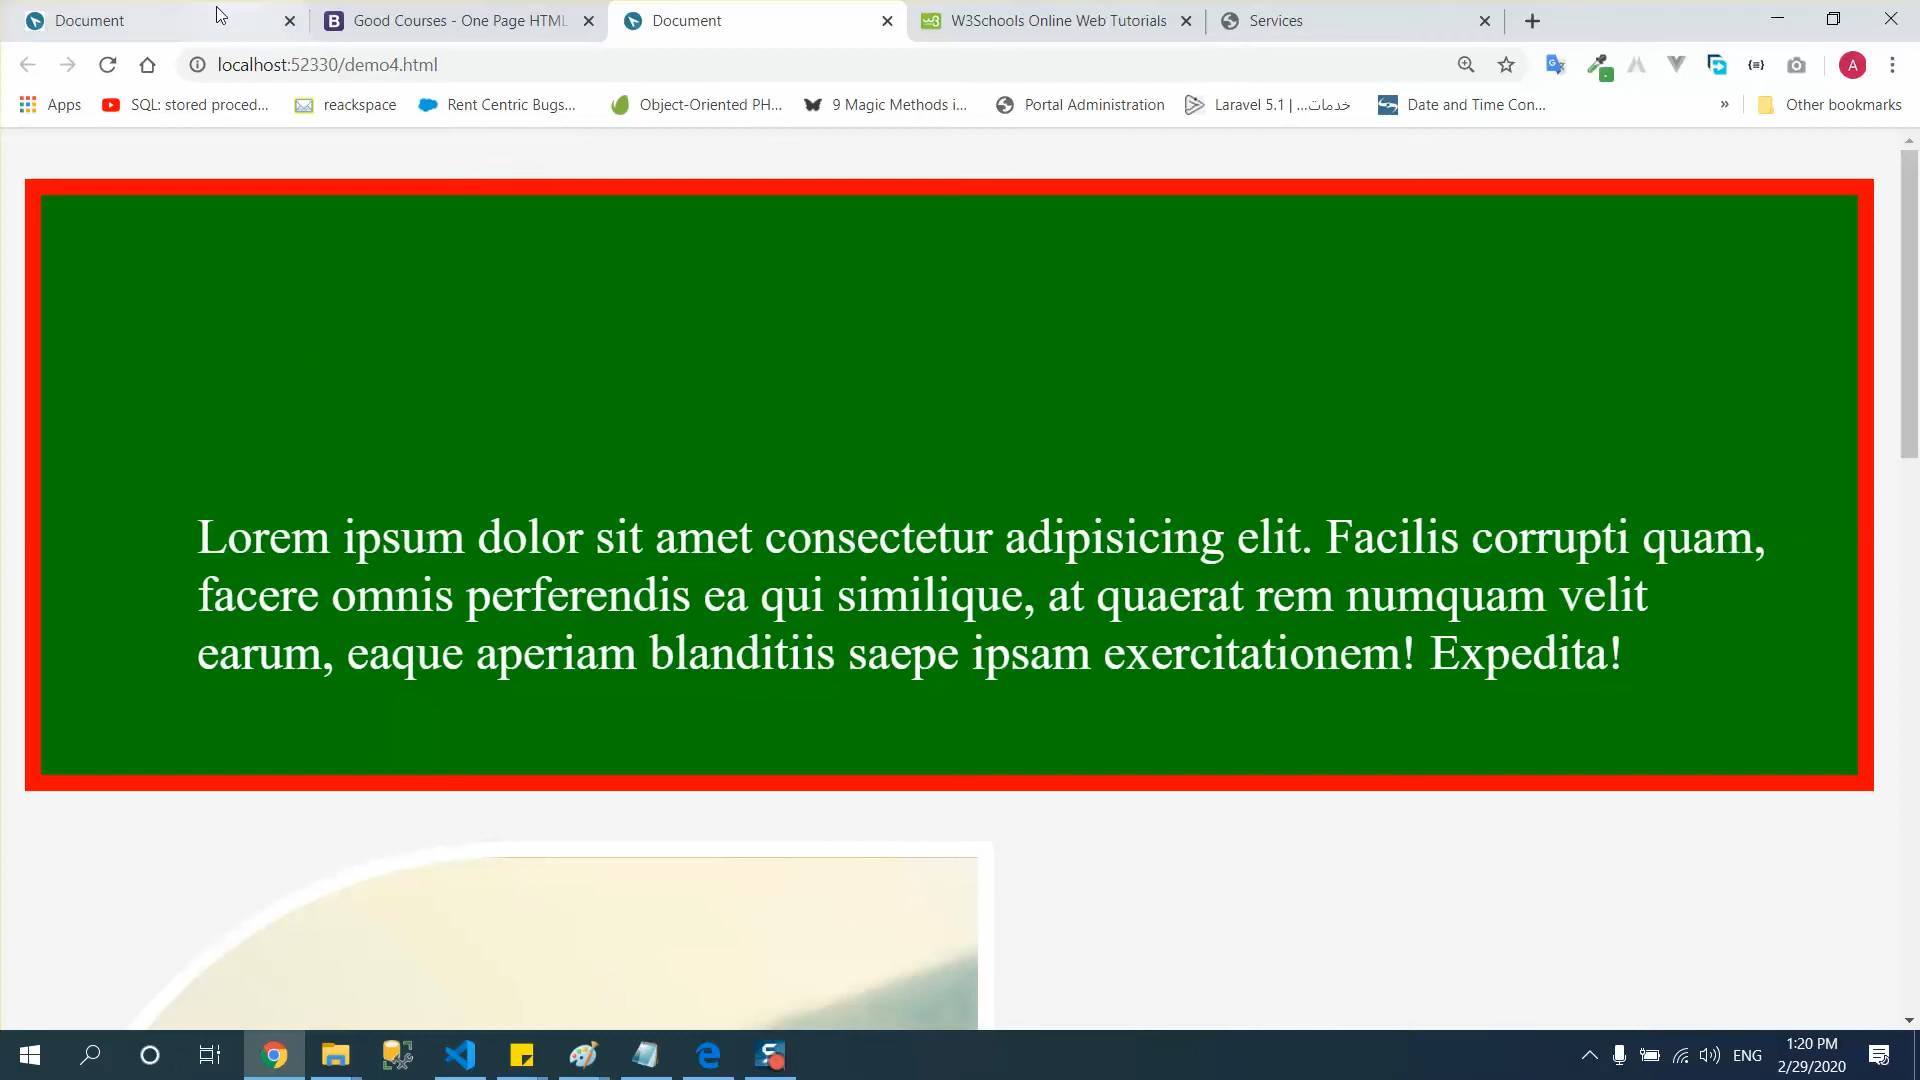 Document
Good Courses - One Page HTML
Document
W3Schools Online Web Tutorials
Services
localhost:52330/demo4.html
A
Apps
SQL: stored proced...
reackspace
Rent Centric Bugs...
Object-Oriented PH...
9 Magic Methods i...
Portal Administration
Laravel 5.1 | ...خدمات
Date and Time Con...
»
Other bookmarks
Lorem ipsum dolor sit amet consectetur adipisicing elit. Facilis corrupti quam,
facere omnis perferendis ea qui similique, at quaerat rem numquam velit
earum, eaque aperiam blanditiis saepe ipsam exercitationem! Expedita!
ENG
1:20 PM
2/29/2020